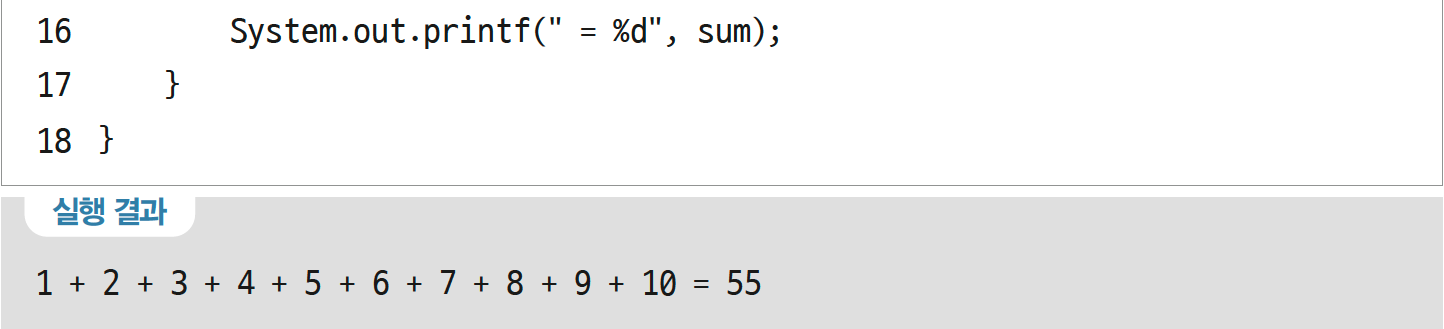 16 System.out.printf(" = %d", sum);
17 }
18 }
실행 결과
1 + 2 + 3 + 4 + 5 + 6 + 7 + 8 + 9 + 10 = 55